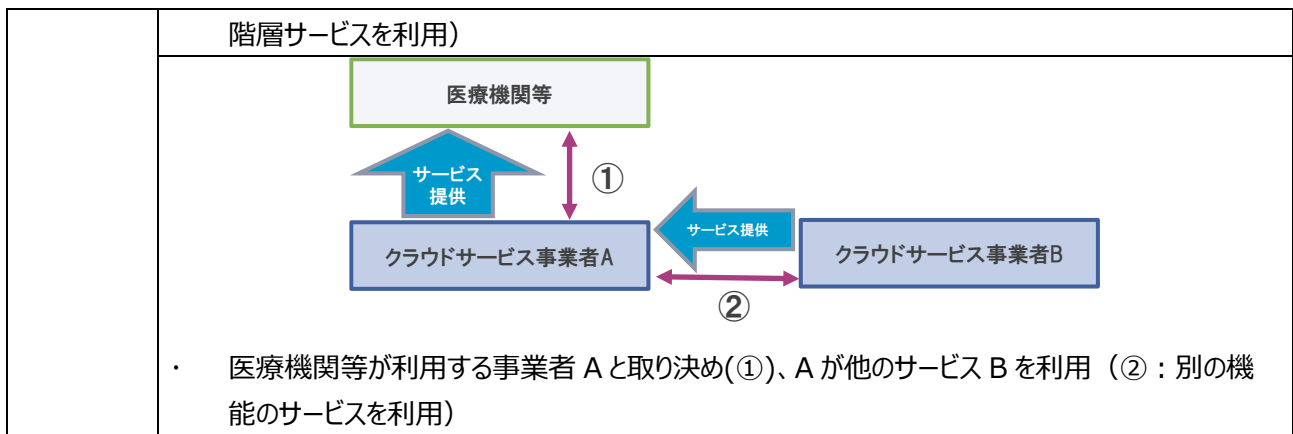 階層サービスを利用）
医療機関等
サービス
提供
①
クラウドサービス事業者A
サービス提供
クラウドサービス事業者B
②
・ 医療機関等が利用する事業者 A と取り決め(①)、A が他のサービス B を利用（②：別の機
能のサービスを利用）